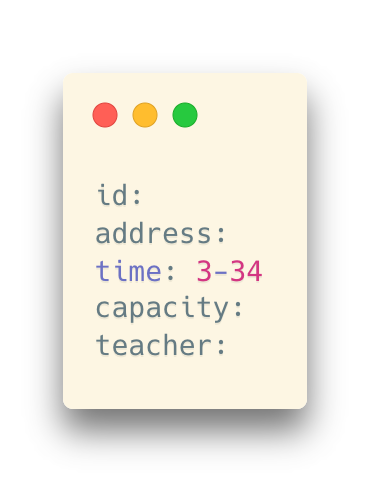 id:
address:
time: 3-34
capacity:
teacher: